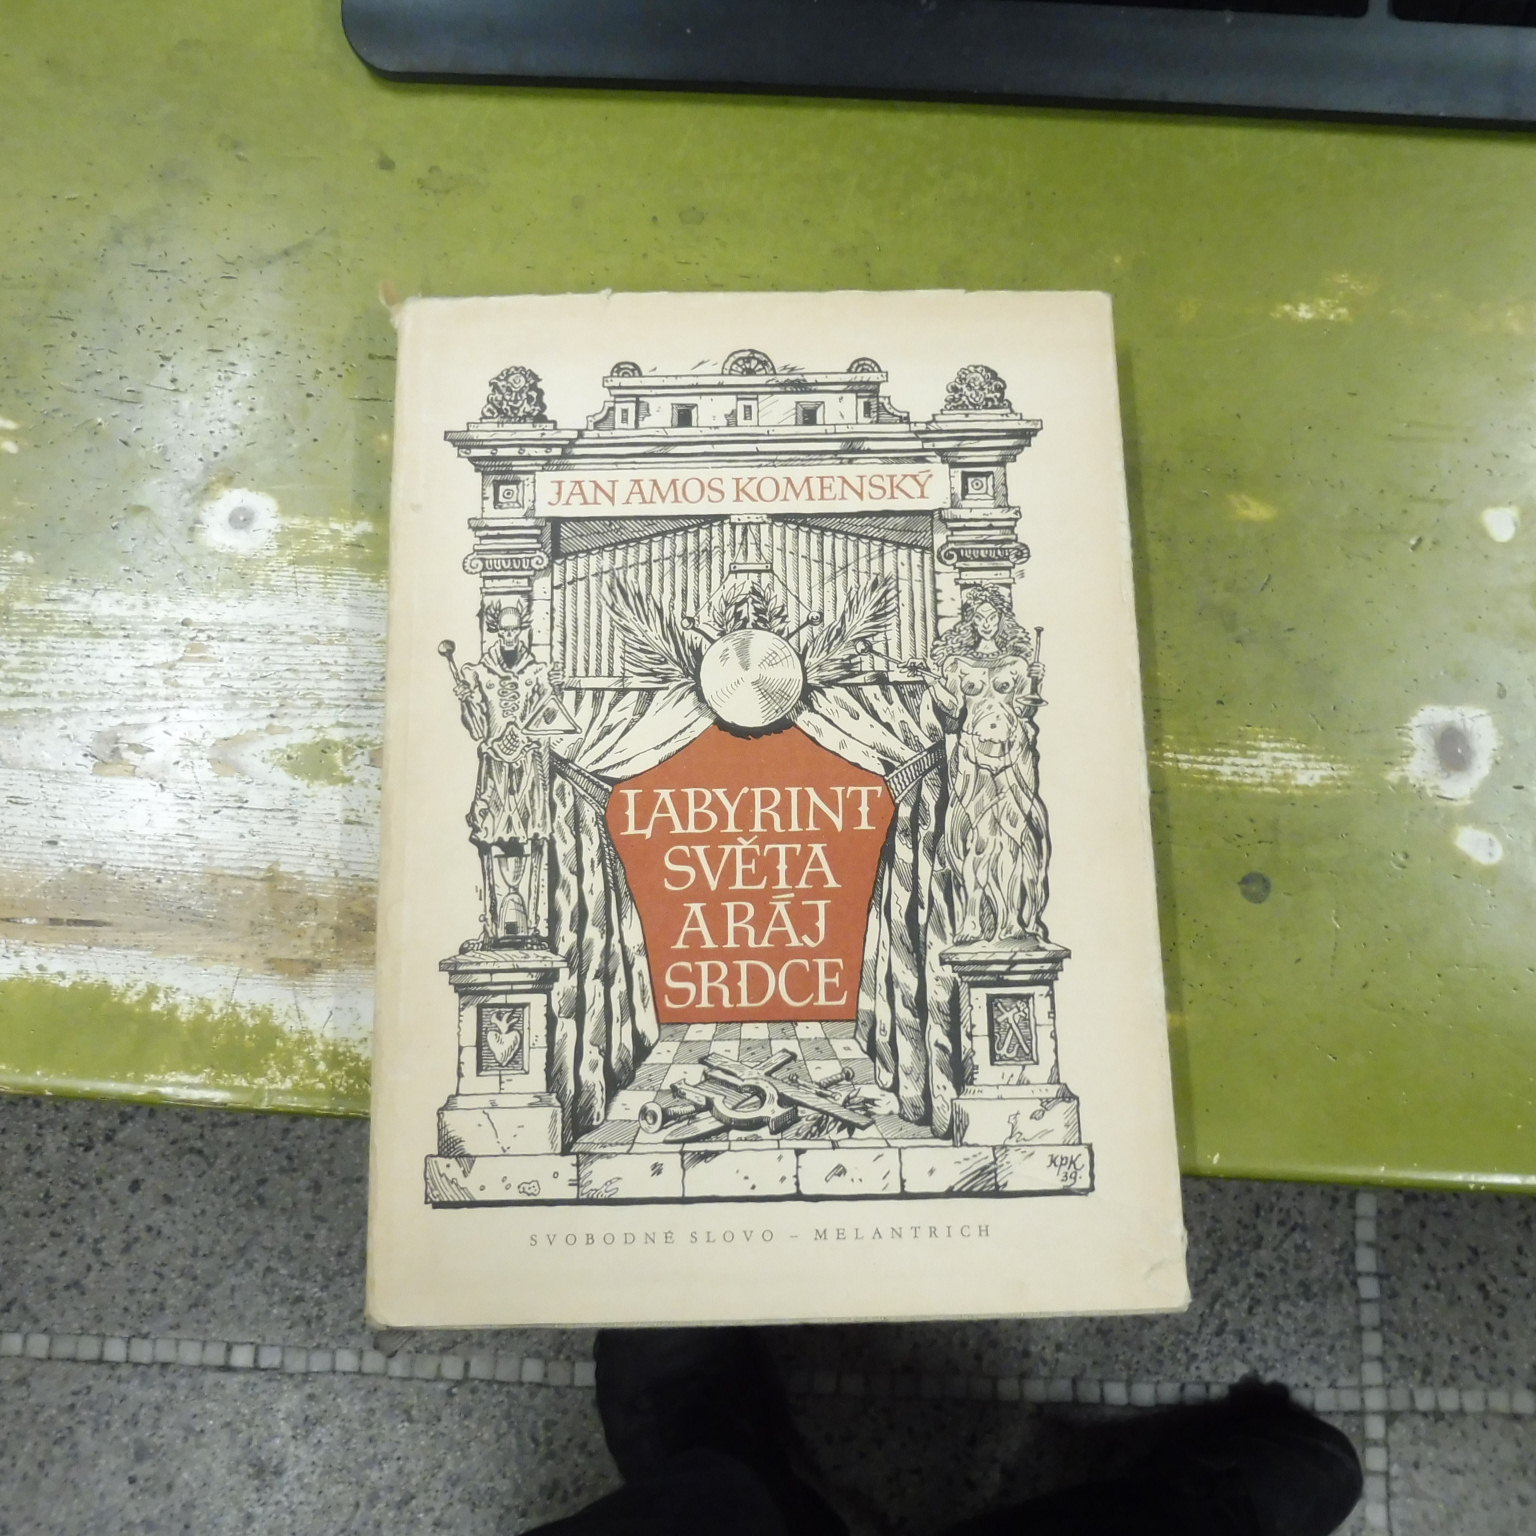 JAN AMOS KOMENSKÝ
LABYRINT
SVĚTA
A RÁJ
SRDCE
KPK
39.
SVOBODNÉ SLOVO – MELANTRICH